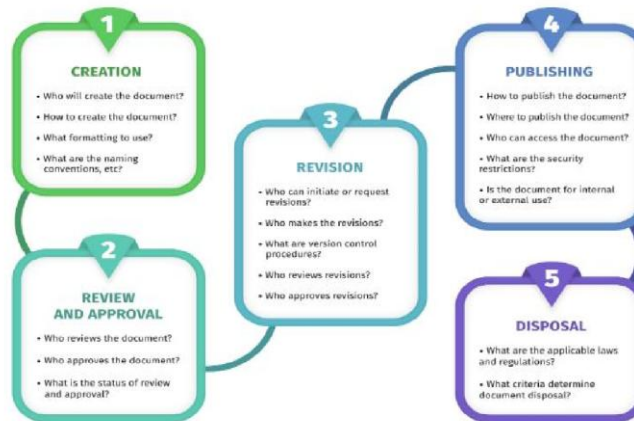 1
CREATION
• Who will create the document?
• How to create the document?
• What formatting to use?
• What are the naming
conventions, etc?
2
REVIEW
AND APPROVAL
• Who reviews the document?
• Who approves the document?
• What is the status of review
and approval?
3
REVISION
• Who can initiate or request
revisions?
• Who makes the revisions?
• What are version control
procedures?
• Who reviews revisions?
• Who approves revisions?
4
PUBLISHING
• How to publish the document?
• Where to publish the document?
• Who can access the document?
• What are the security
restrictions?
• Is the document for internal
or external use?
5
DISPOSAL
• What are the applicable laws
and regulations?
• What criteria determine
document disposal?